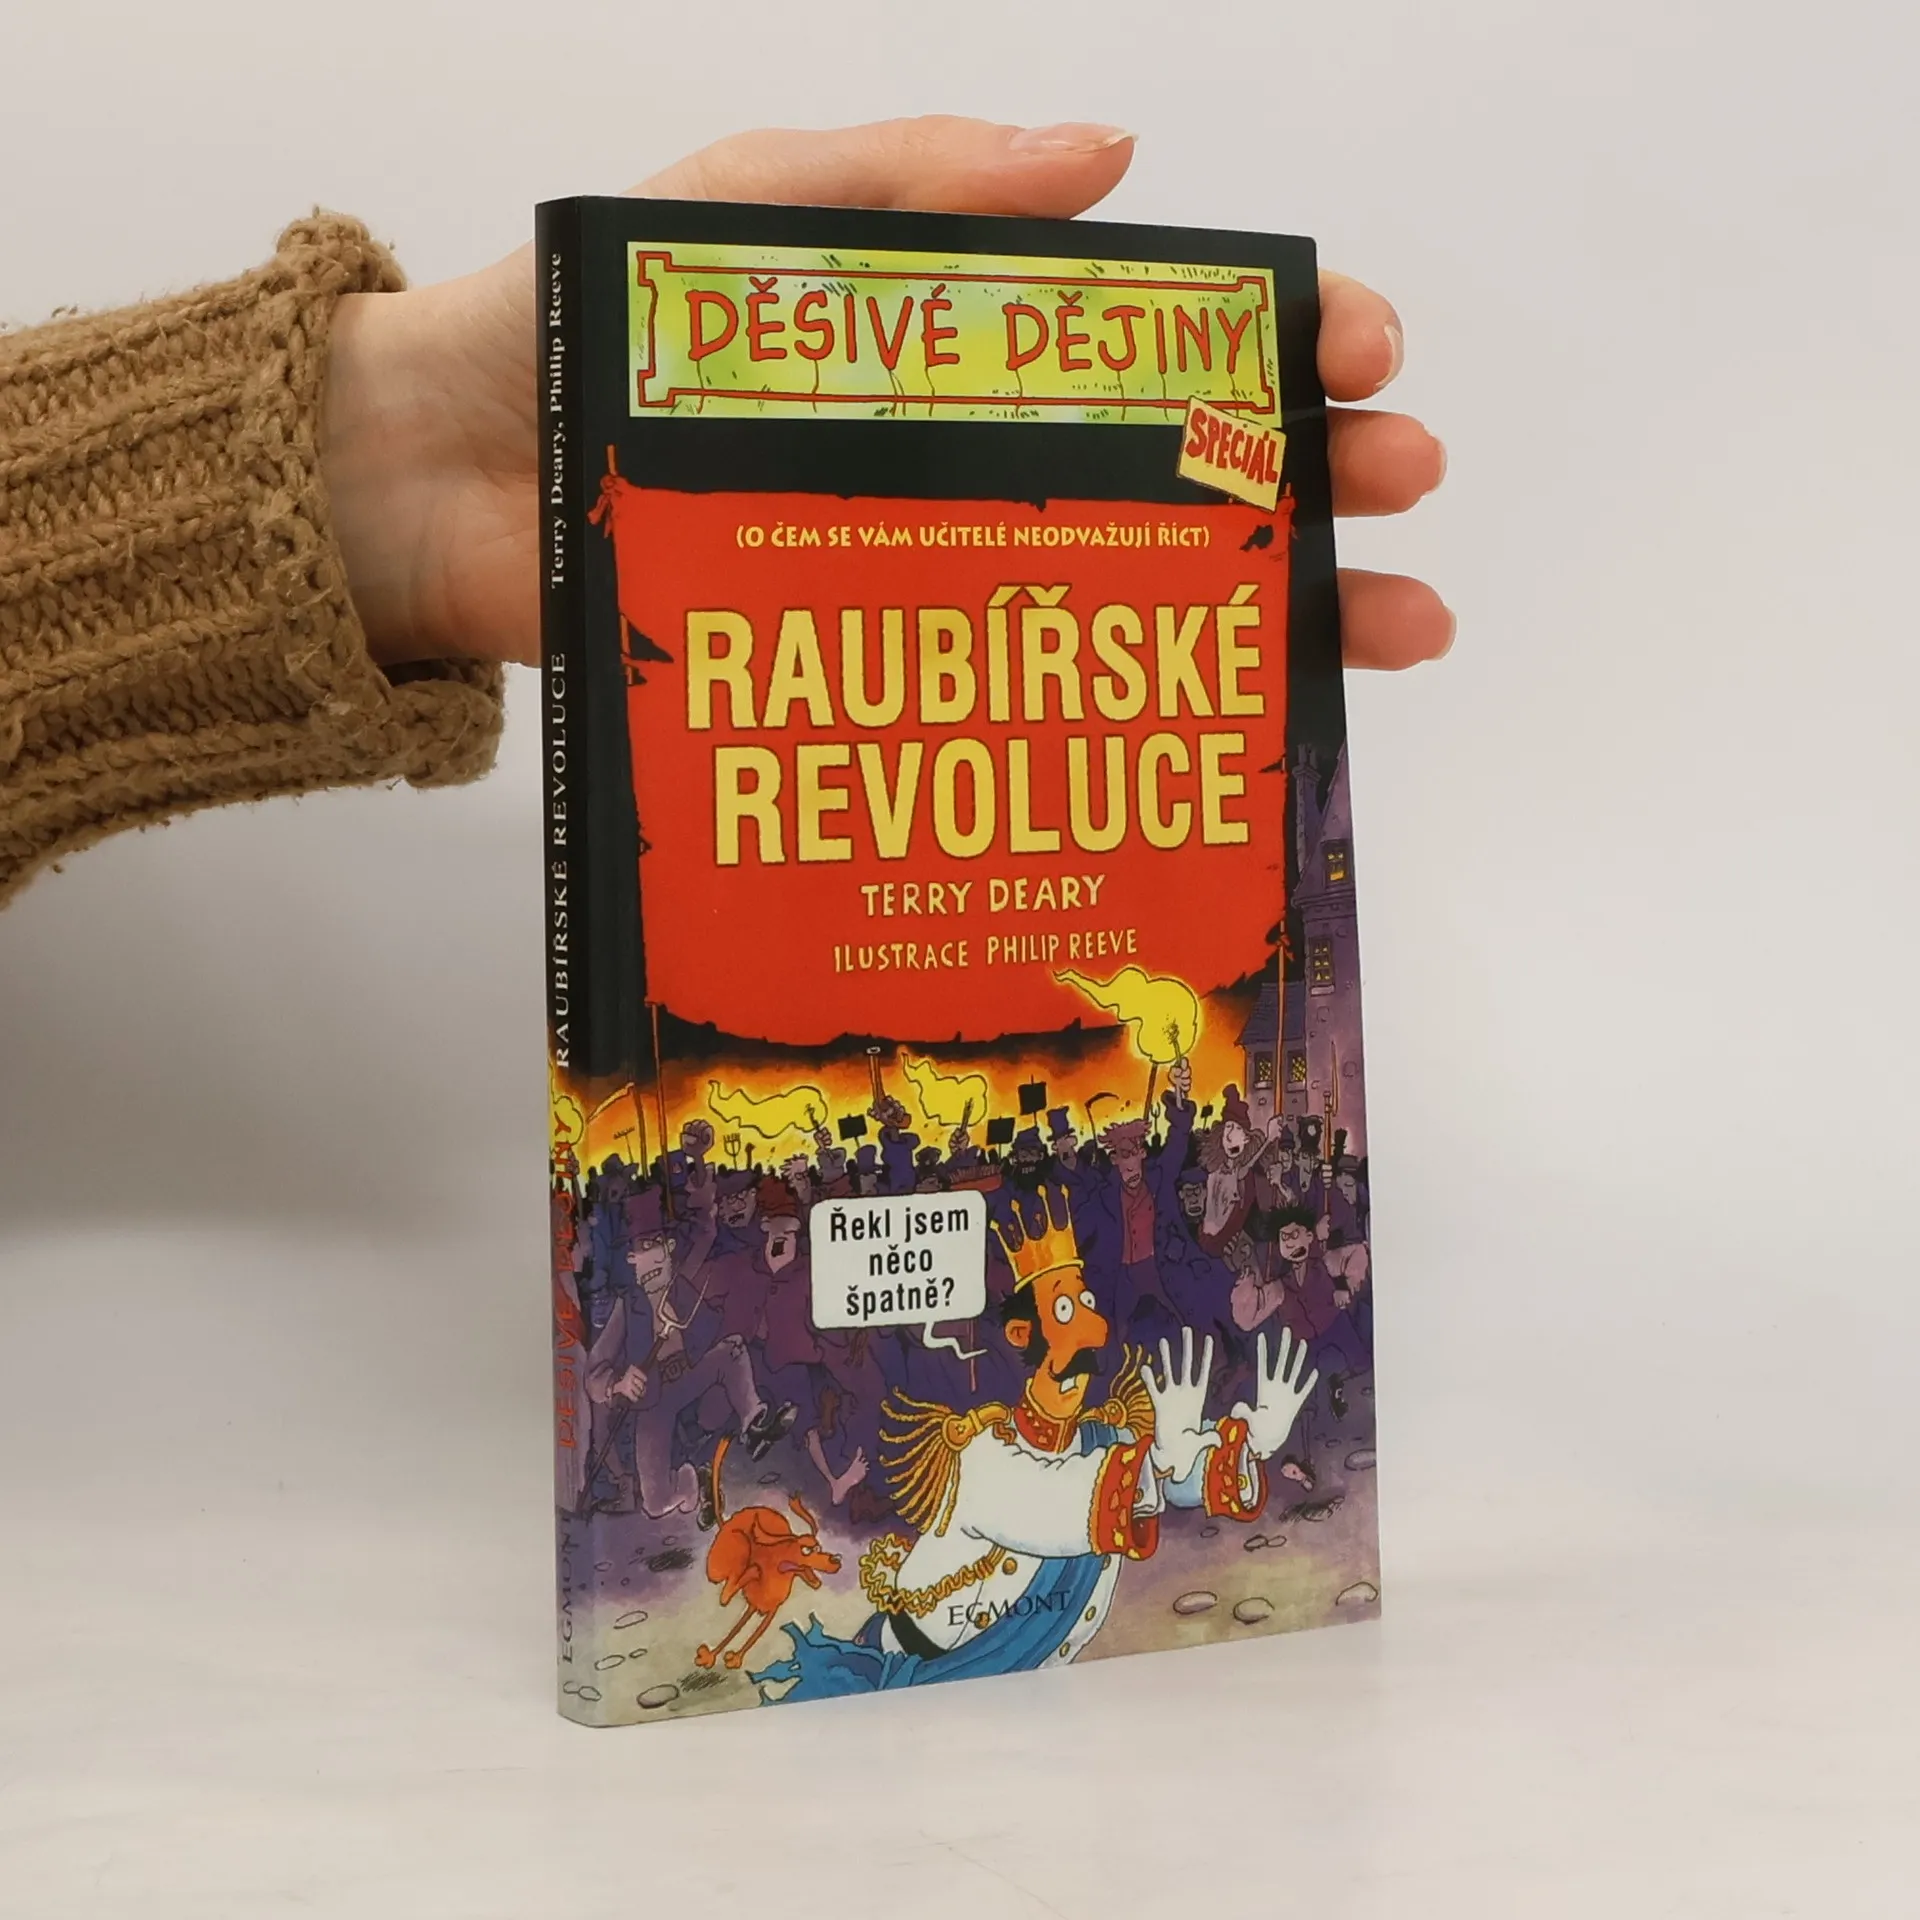 DĚSIVÉ DĚJINY
SPECIÁL
(O ČEM SE VÁM UČITELÉ NEODVAŽUJÍ ŘÍCT)
RAUBÍŘSKÉ
REVOLUCE
TERRY DEARY
ILUSTRACE PHILIP REEVE
Řekl jsem
něco
špatně?
EGMONT
Terry Deary, Philip Reeve
RAUBÍŘSKÉ REVOLUCE
DĚSIVÉ DĚJINY
EGMONT